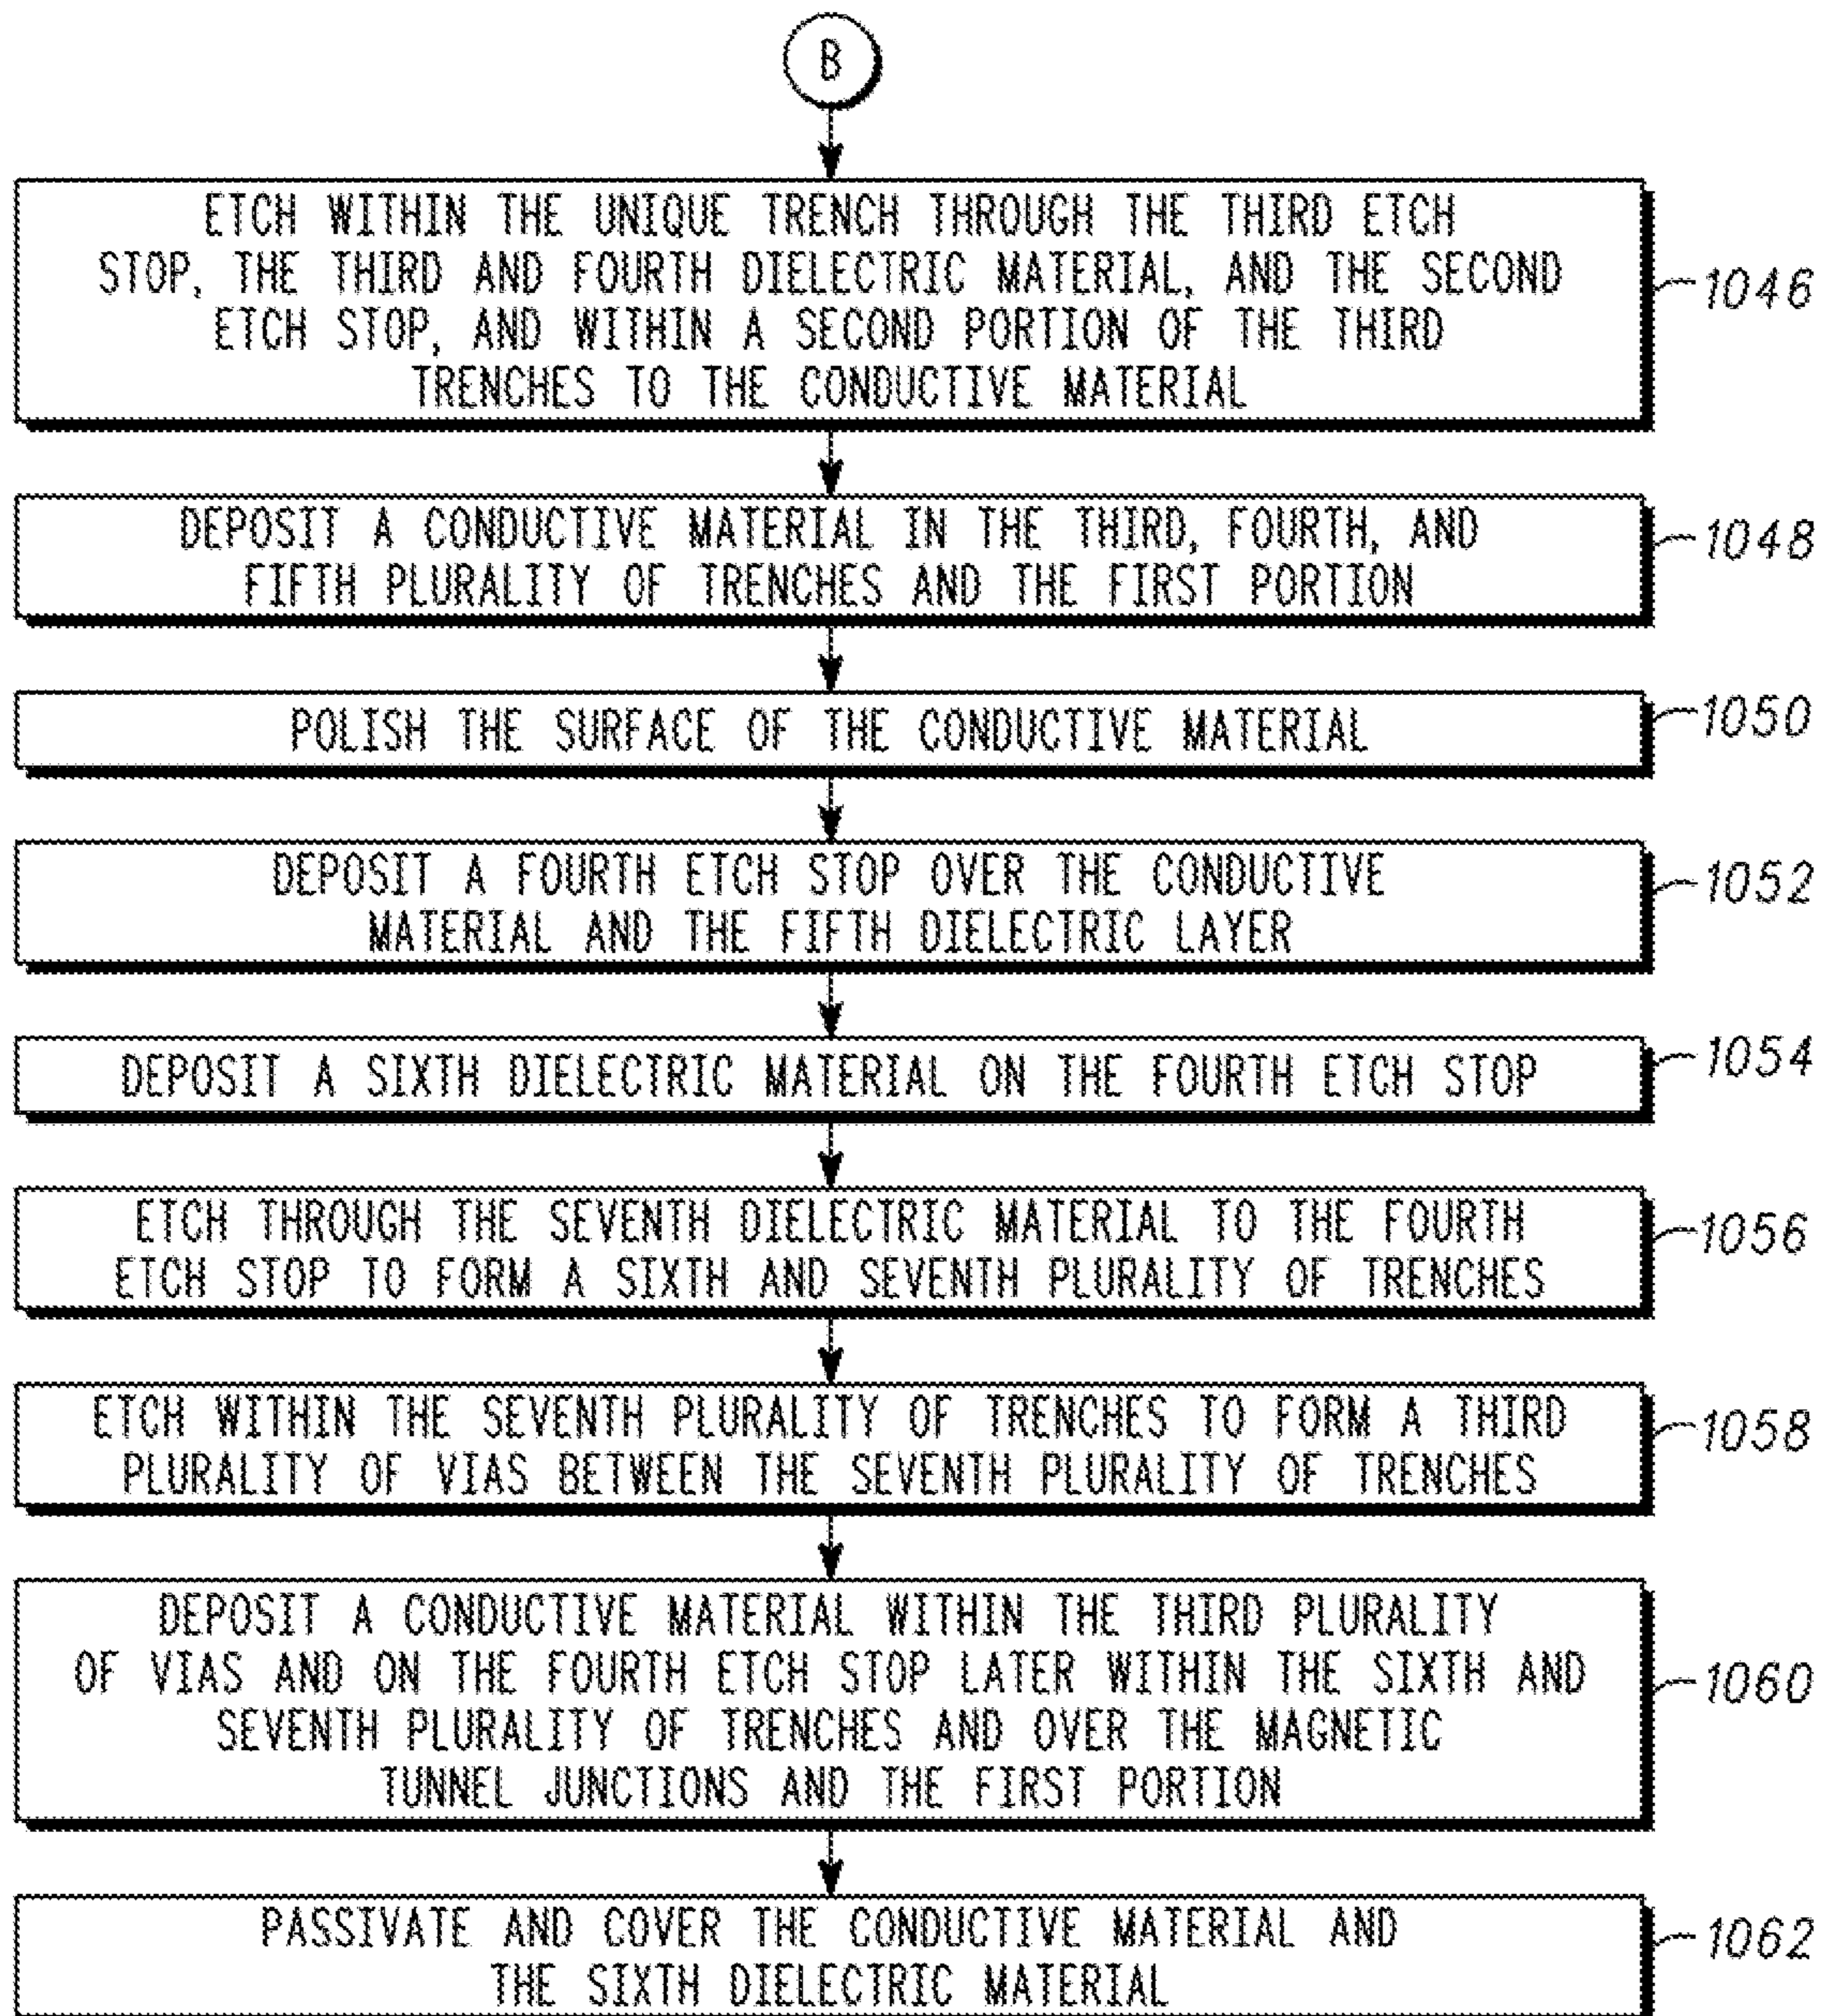 B
ETCH WITHIN THE UNIQUE TRENCH THROUGH THE THIRD ETCH
STOP, THE THIRD AND FOURTH DIELECTRIC MATERIAL, AND THE SECOND
ETCH STOP, AND WITHIN A SECOND PORTION OF THE THIRD
TRENCHES TO THE CONDUCTIVE MATERIAL
1046
DEPOSIT A CONDUCTIVE MATERIAL IN THE THIRD, FOURTH, AND
FIFTH PLURALITY OF TRENCHES AND THE FIRST PORTION
1048
POLISH THE SURFACE OF THE CONDUCTIVE MATERIAL
1050
DEPOSIT A FOURTH ETCH STOP OVER THE CONDUCTIVE
MATERIAL AND THE FIFTH DIELECTRIC LAYER
1052
DEPOSIT A SIXTH DIELECTRIC MATERIAL ON THE FOURTH ETCH STOP
1054
ETCH THROUGH THE SEVENTH DIELECTRIC MATERIAL TO THE FOURTH
ETCH STOP TO FORM A SIXTH AND SEVENTH PLURALITY OF TRENCHES
1056
ETCH WITHIN THE SEVENTH PLURALITY OF TRENCHES TO FORM A THIRD
PLURALITY OF VIAS BETWEEN THE SEVENTH PLURALITY OF TRENCHES
1058
DEPOSIT A CONDUCTIVE MATERIAL WITHIN THE THIRD PLURALITY
OF VIAS AND ON THE FOURTH ETCH STOP LATER WITHIN THE SIXTH AND
SEVENTH PLURALITY OF TRENCHES AND OVER THE MAGNETIC
TUNNEL JUNCTIONS AND THE FIRST PORTION
1060
PASSIVATE AND COVER THE CONDUCTIVE MATERIAL AND
THE SIXTH DIELECTRIC MATERIAL
1062